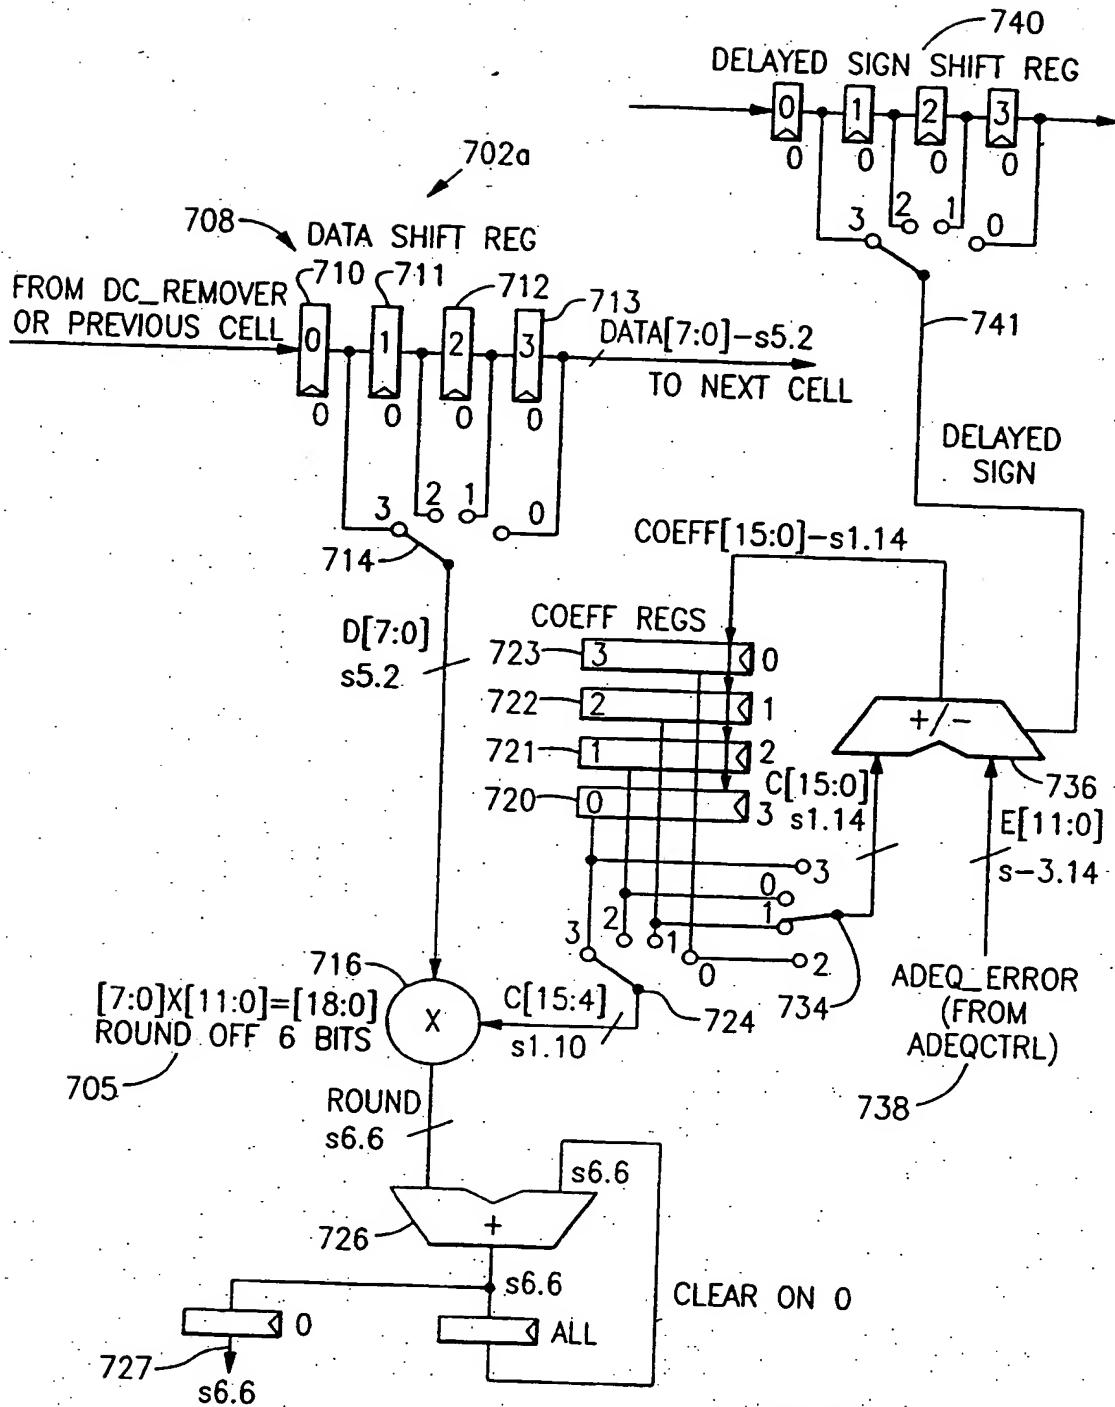 740
DELAYED SIGN SHIFT REG
0 1 2 3
0 0 0 0
3 2 1 0
702a
708
DATA SHIFT REG
710 711 712 713
FROM DC_REMOVER
OR PREVIOUS CELL
0 1 2 3
0 0 0 0
DATA[7:0]-s5.2
TO NEXT CELL
741
3 2 1 0
714
DELAYED
SIGN
COEFF[15:0]-s1.14
D[7:0]
s5.2
COEFF REGS
723 3 0
722 2 1
721 1 2
720 0 3
C[15:0]
s1.14
+/-
736
E[11:0]
s-3.14
3
0
1
2
3 2 1 0
734
724
ADEQ_ERROR
(FROM
ADEQCTRL)
738
716
[7:0]X[11:0]=[18:0]
ROUND OFF 6 BITS
705
X
C[15:4]
s1.10
ROUND
s6.6
s6.6
726
+
s6.6
CLEAR ON 0
0
ALL
727
s6.6